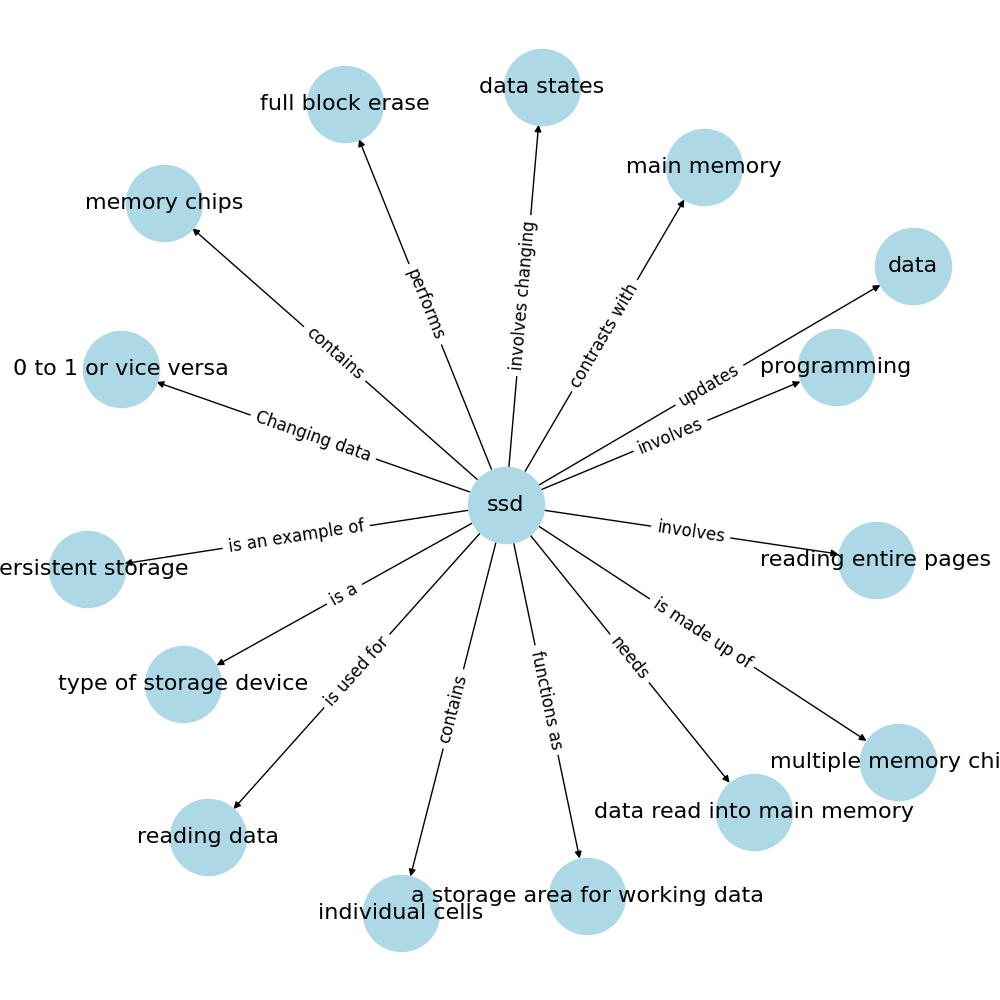 data states
full block erase
main memory
memory chips
data
involves changing
performs
contrasts with
contains
0 to 1 or vice versa
programming
updates
Changing data
involves
ssd
is an example of
involves
ersistent storage
reading entire pages
is a
is made up of
needs
is used for
type of storage device
contains
functions as
multiple memory chi
data read into main memory
reading data
a storage area for working data
individual cells